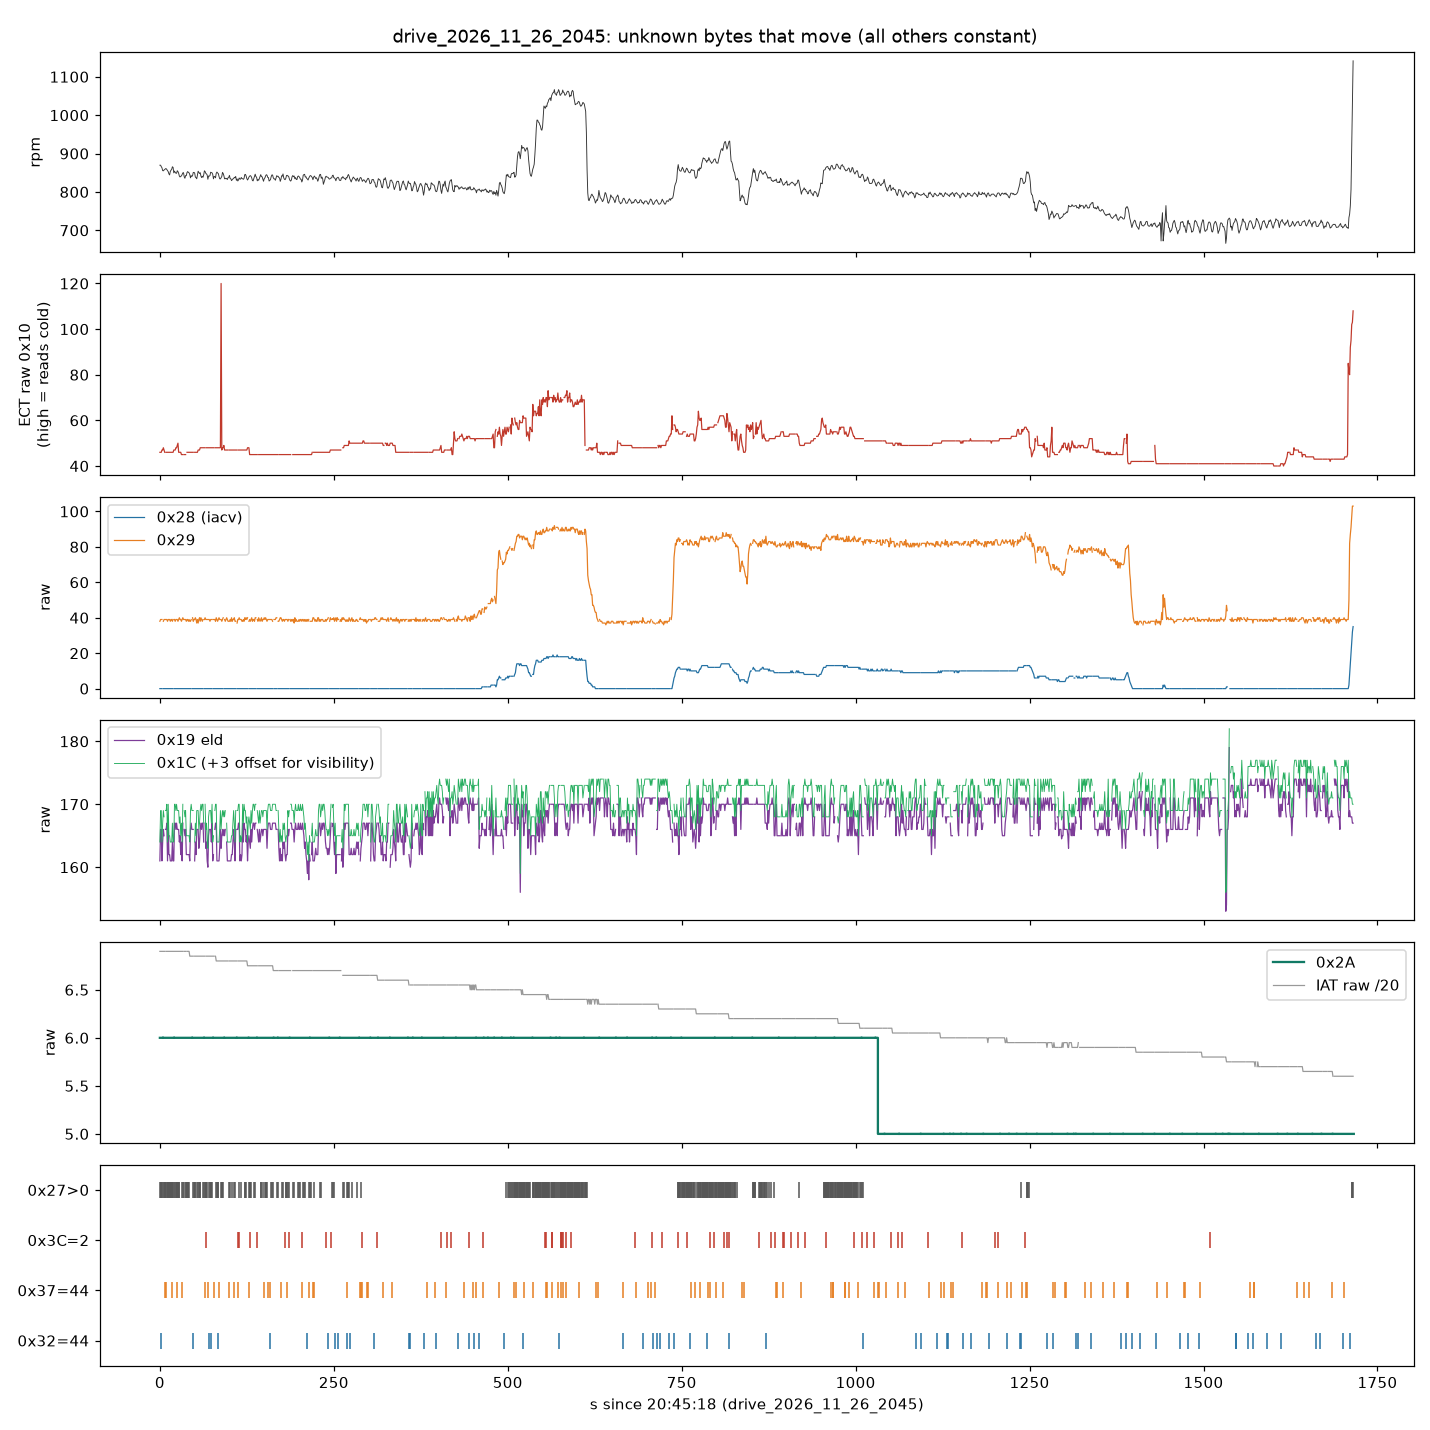 drive_2026_11_26_2045: unknown bytes that move (all others constant)
rpm
1100
1000
900
800
700
ECT raw 0x10
(high = reads cold)
120
100
80
60
40
raw
100
80
60
40
20
0
0x28 (iacv)
0x29
raw
180
170
160
0x19 eld
0x1C (+3 offset for visibility)
raw
6.5
6.0
5.5
5.0
0x2A
IAT raw /20
0x27>0
0x3C=2
0x37=44
0x32=44
0 250 500 750 1000 1250 1500 1750
s since 20:45:18 (drive_2026_11_26_2045)